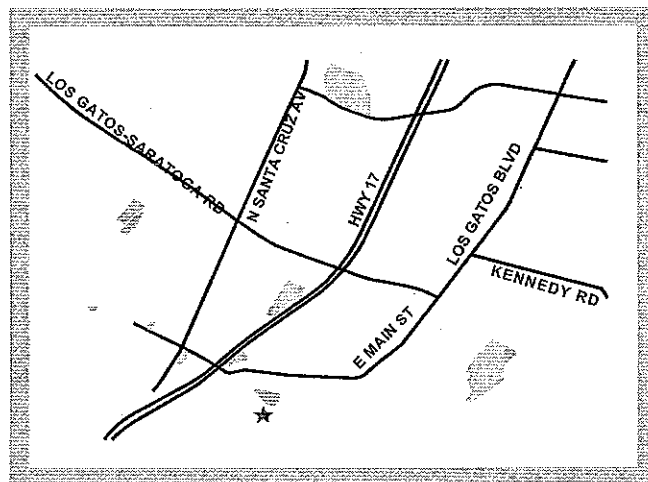 LOS GATOS-SARATOGA RD
N SANTA CRUZ AV
HWY 17
LOS GATOS BLVD
KENNEDY RD
E MAIN ST